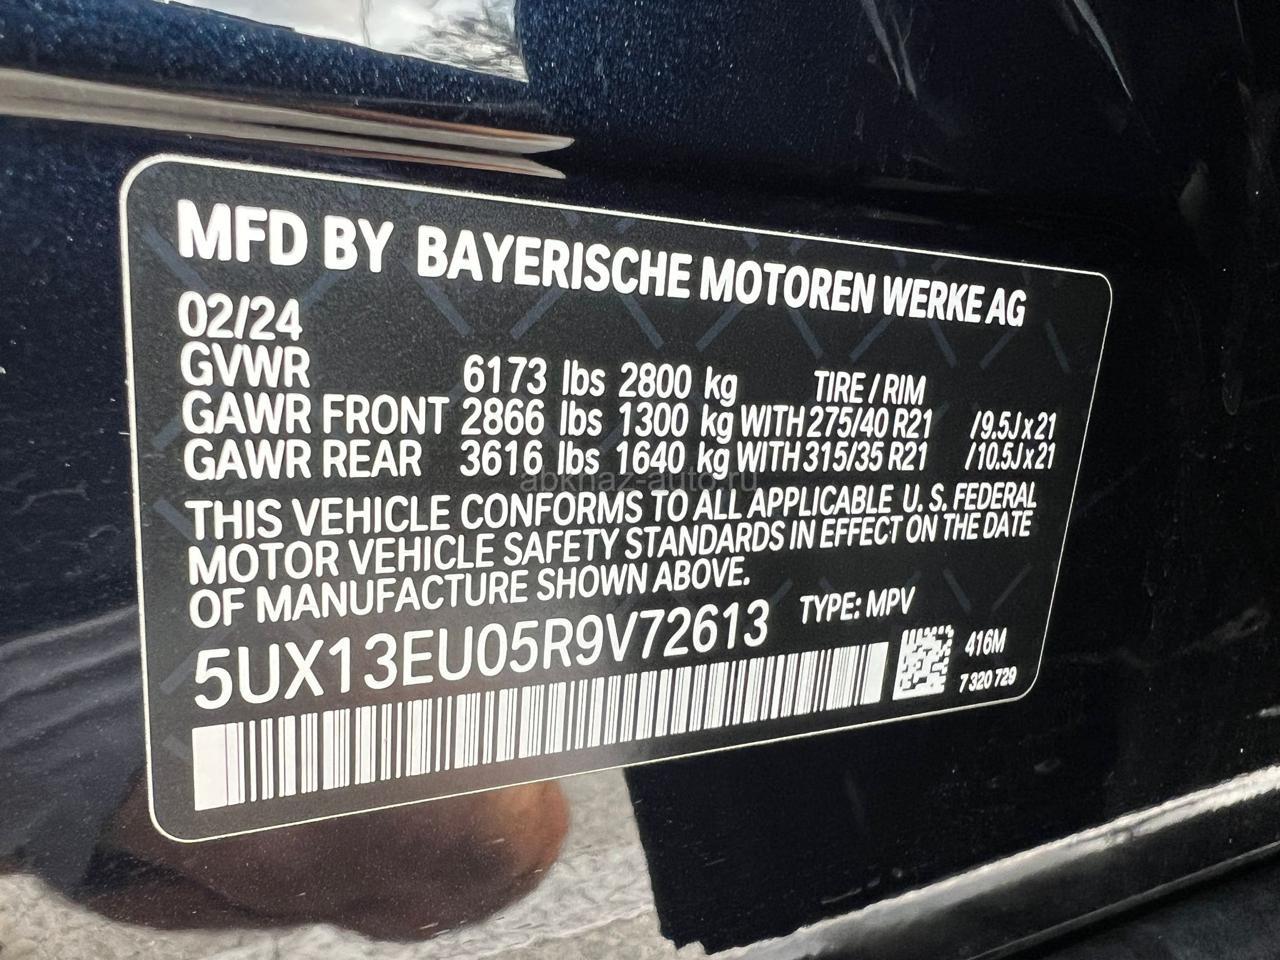 MFD BY BAYERISCHE MOTOREN WERKE AG
02/24
GVWR 6173 lbs 2800 kg TIRE / RIM
GAWR FRONT 2866 lbs 1300 kg WITH 275/40 R21 /9.5J x 21
GAWR REAR 3616 lbs 1640 kg WITH 315/35 R21 /10.5J x 21
abkhaz-auto.ru
THIS VEHICLE CONFORMS TO ALL APPLICABLE U. S. FEDERAL
MOTOR VEHICLE SAFETY STANDARDS IN EFFECT ON THE DATE
OF MANUFACTURE SHOWN ABOVE.
5UX13EU05R9V72613 TYPE: MPV
416M
7 320 729